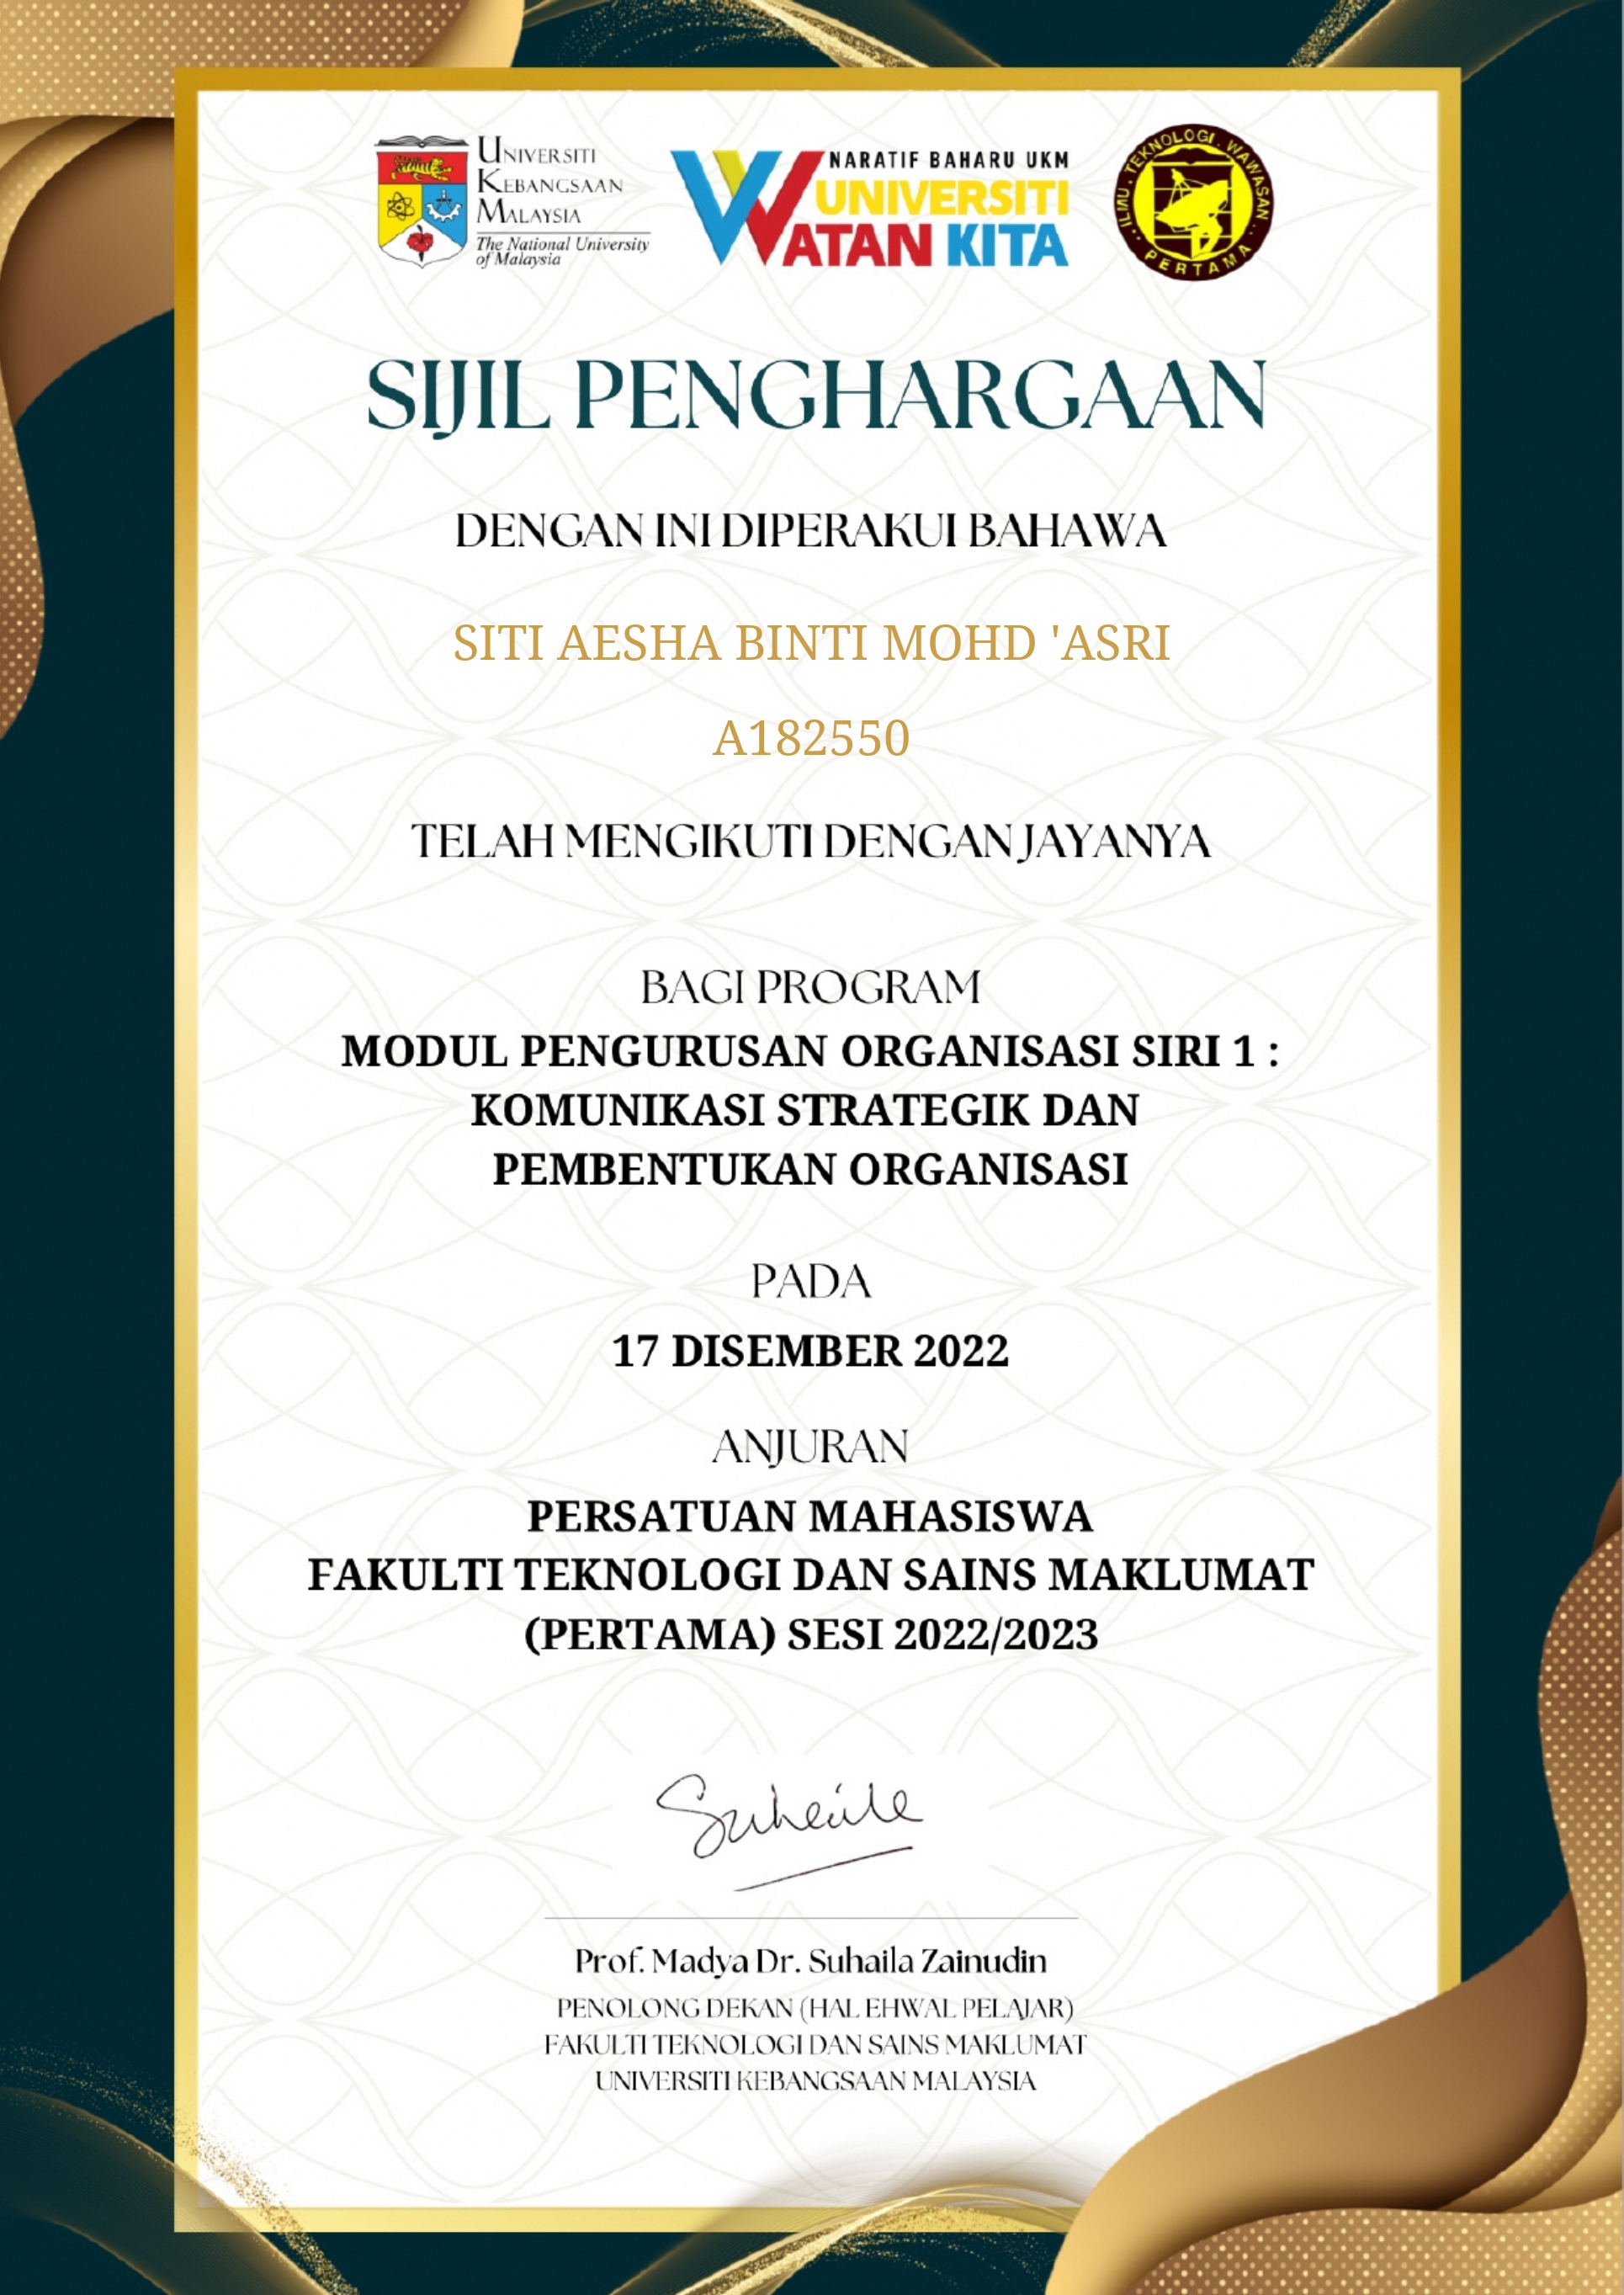 UNIVERSITI
KEBANGSAAN
MALAYSIA
The National University
of Malaysia
NARATIF BAHARU UKM
UNIVERSITI
WATAN KITA
ILMU . TEKNOLOGI . WAWASAN
PERTAMA
SIJIL PENGHARGAAN
DENGAN INI DIPERAKUI BAHAWA
SITI AESHA BINTI MOHD 'ASRI
A182550
TELAH MENGIKUTI DENGAN JAYANYA
BAGI PROGRAM
MODUL PENGURUSAN ORGANISASI SIRI 1 :
KOMUNIKASI STRATEGIK DAN
PEMBENTUKAN ORGANISASI
PADA
17 DISEMBER 2022
ANJURAN
PERSATUAN MAHASISWA
FAKULTI TEKNOLOGI DAN SAINS MAKLUMAT
(PERTAMA) SESI 2022/2023
Prof. Madya Dr. Suhaila Zainudin
PENOLONG DEKAN (HAL EHWAL PELAJAR)
FAKULTI TEKNOLOGI DAN SAINS MAKLUMAT
UNIVERSITI KEBANGSAAN MALAYSIA